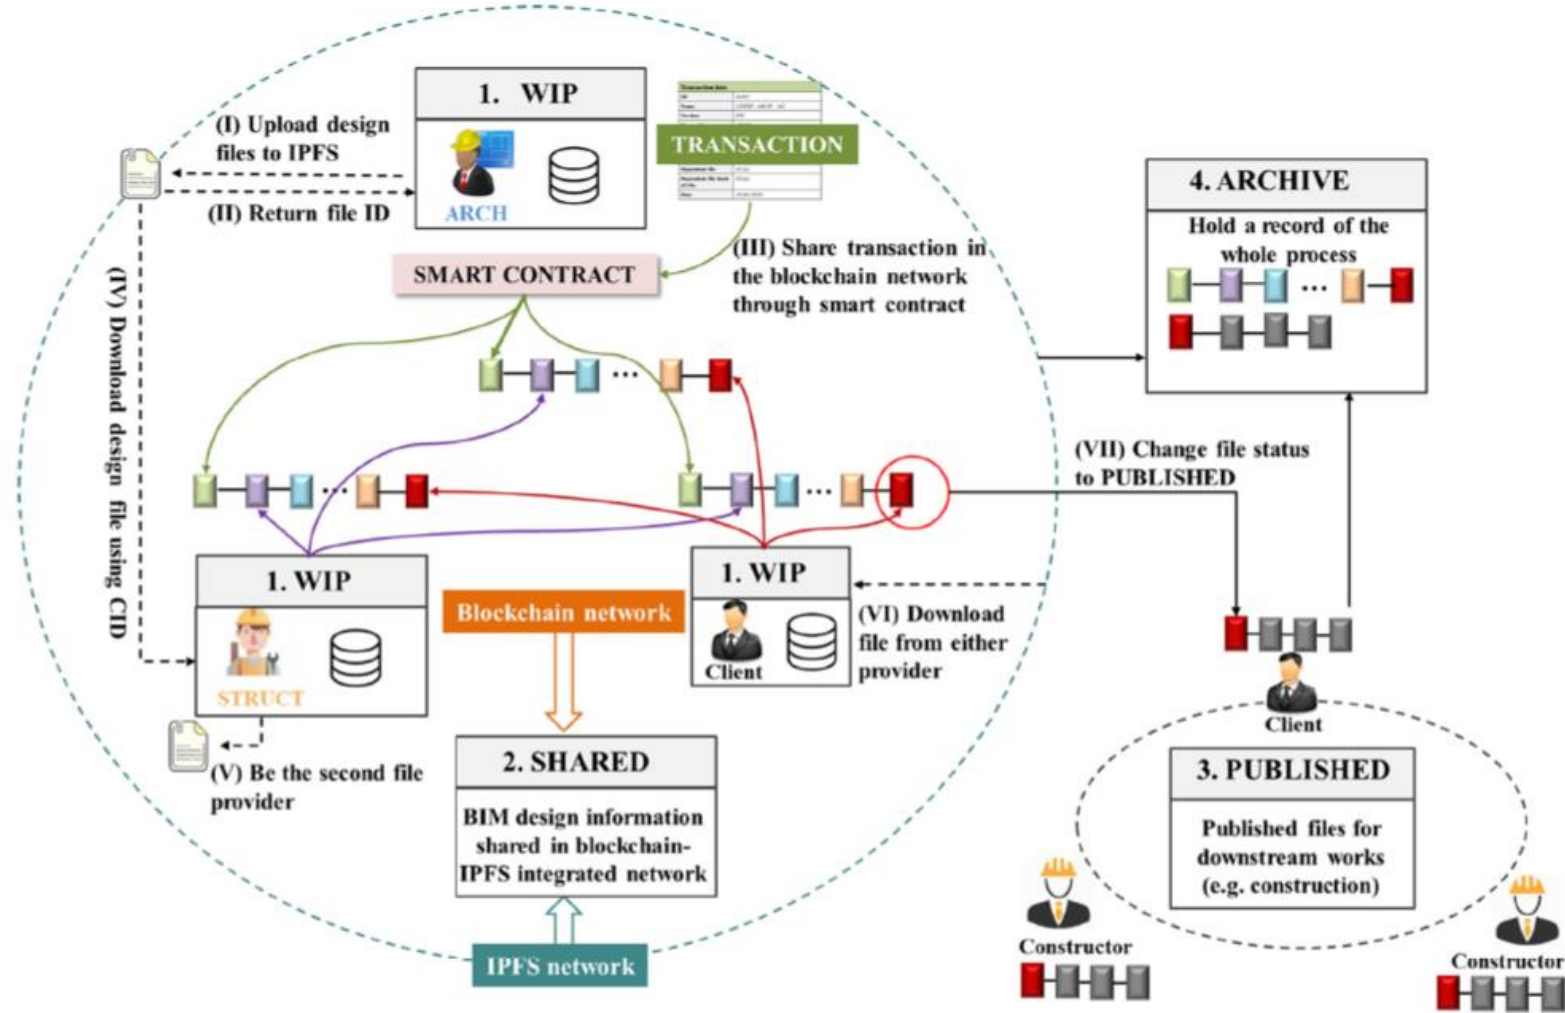 1. WIP
ARCH
(I) Upload design
files to IPFS
(II) Return file ID
TRANSACTION
(III) Share transaction in
the blockchain network
through smart contract
SMART CONTRACT
(IV) Download design file using CID
...
...
...
1. WIP
STRUCT
(V) Be the second file
provider
Blockchain network
1. WIP
Client
(VI) Download
file from either
provider
2. SHARED
BIM design information
shared in blockchain-
IPFS integrated network
IPFS network
4. ARCHIVE
Hold a record of the
whole process
...
(VII) Change file status
to PUBLISHED
Client
3. PUBLISHED
Published files for
downstream works
(e.g. construction)
Constructor
Constructor